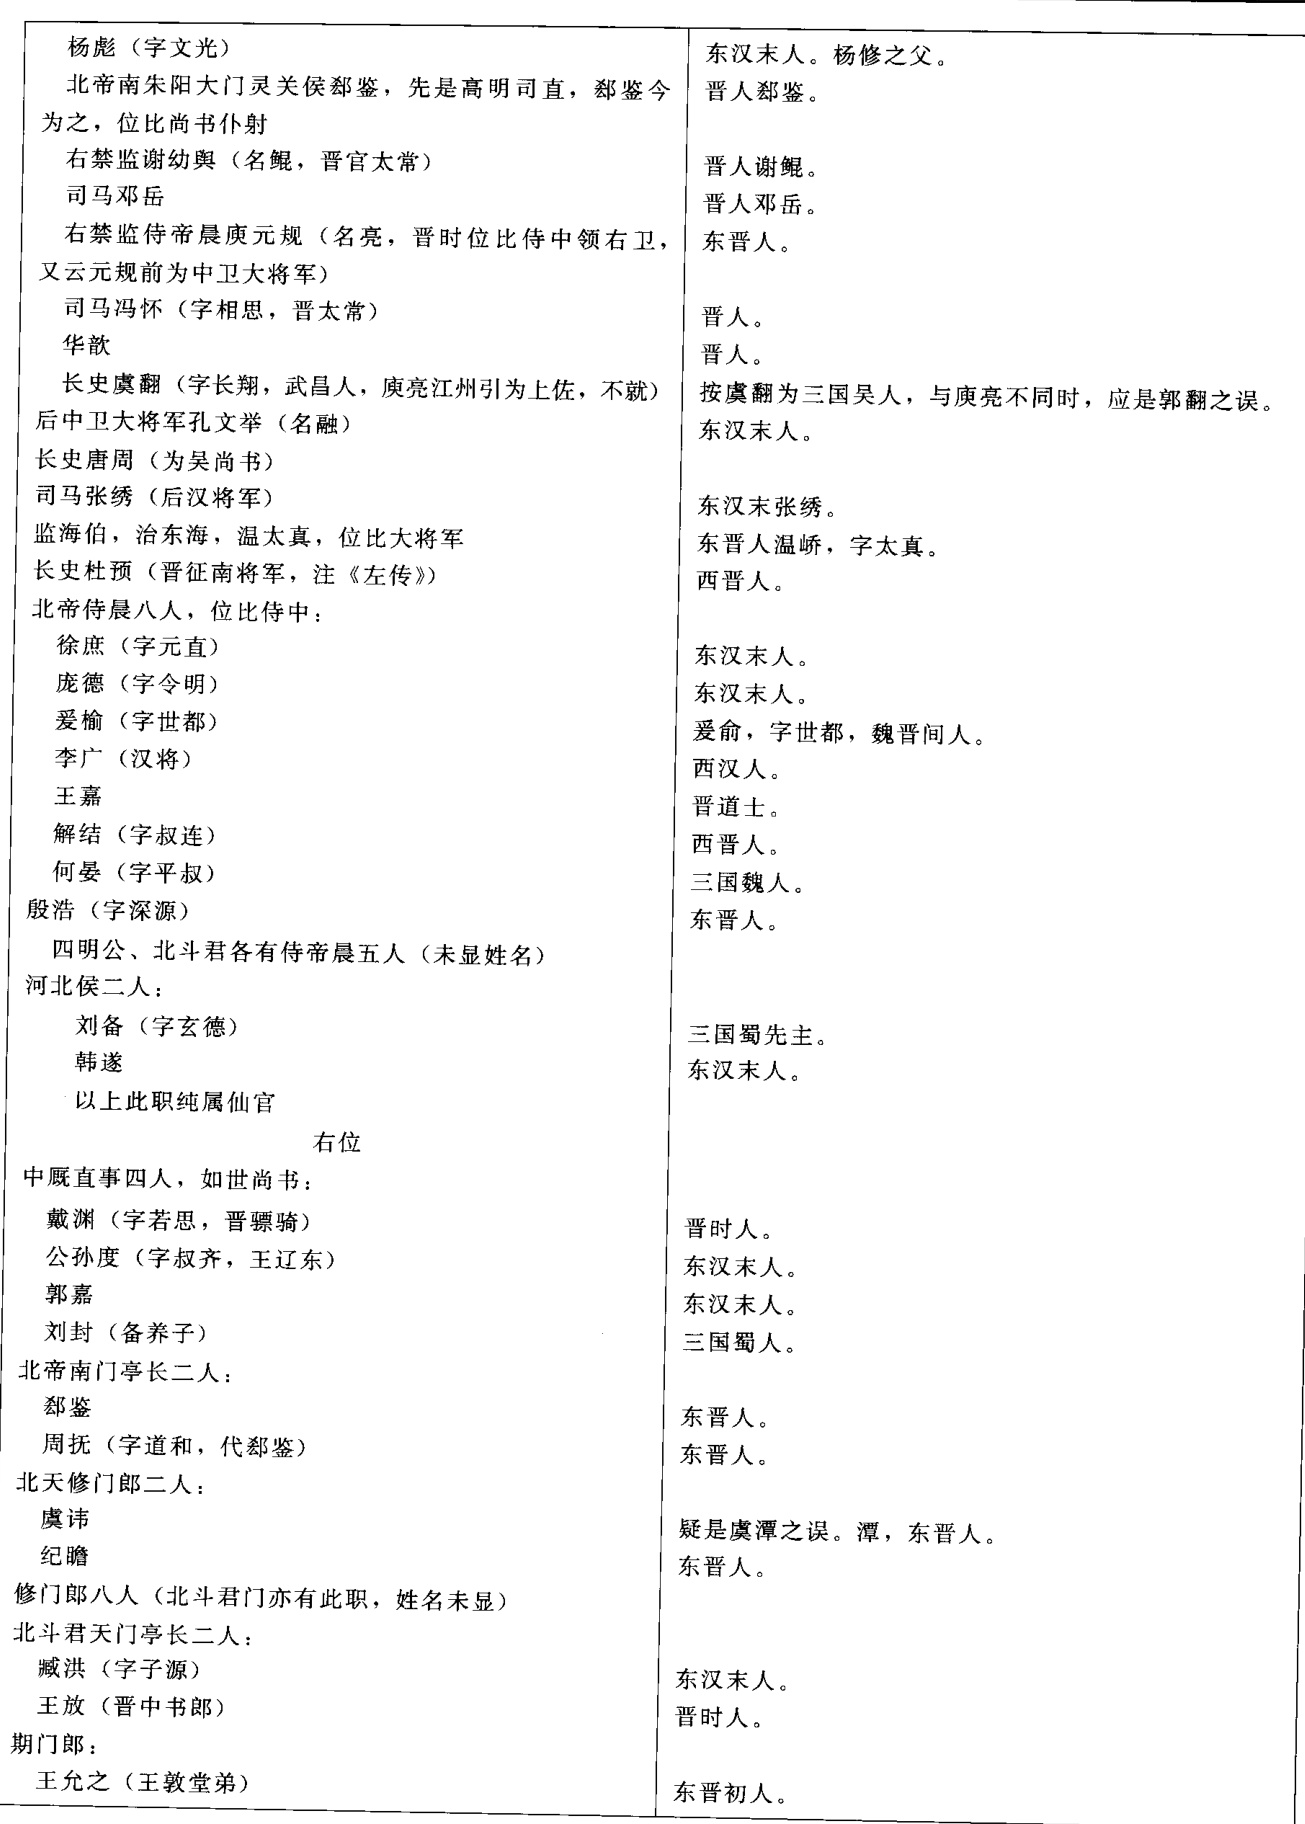 杨彪（字文光） 东汉末人。杨修之父。
北帝南朱阳大门灵关侯郗鉴，先是高明司直，郗鉴今 晋人郗鉴。
为之，位比尚书仆射
右禁监谢幼舆（名鲲，晋官太常） 晋人谢鲲。
司马邓岳 晋人邓岳。
右禁监侍帝晨庾元规（名亮，晋时位比侍中领右卫， 东晋人。
又云元规前为中卫大将军）
司马冯怀（字相思，晋太常） 晋人。
华歆 晋人。
长史虞翻（字长翔，武昌人，庾亮江州引为上佐，不就） 按虞翻为三国吴人，与庾亮不同时，应是郭翻之误。
后中卫大将军孔文举（名融） 东汉末人。
长史唐周（为吴尚书）
司马张绣（后汉将军） 东汉末张绣。
监海伯，治东海，温太真，位比大将军 东晋人温峤，字太真。
长史杜预（晋征南将军，注《左传》） 西晋人。
北帝侍晨八人，位比侍中：
徐庶（字元直） 东汉末人。
庞德（字令明） 东汉末人。
爰榆（字世都） 爰俞，字世都，魏晋间人。
李广（汉将） 西汉人。
王嘉 晋道士。
解结（字叔连） 西晋人。
何晏（字平叔） 三国魏人。
殷浩（字深源） 东晋人。
四明公、北斗君各有侍帝晨五人（未显姓名）
河北侯二人：
刘备（字玄德） 三国蜀先主。
韩遂 东汉末人。
以上此职纯属仙官
右位
中厩直事四人，如世尚书：
戴渊（字若思，晋骠骑） 晋时人。
公孙度（字叔齐，王辽东） 东汉末人。
郭嘉 东汉末人。
刘封（备养子） 三国蜀人。
北帝南门亭长二人：
郗鉴 东晋人。
周抚（字道和，代郗鉴） 东晋人。
北天修门郎二人：
虞讳 疑是虞潭之误。潭，东晋人。
纪瞻 东晋人。
修门郎八人（北斗君门亦有此职，姓名未显）
北斗君天门亭长二人：
臧洪（字子源） 东汉末人。
王放（晋中书郎） 晋时人。
期门郎：
王允之（王敦堂弟） 东晋初人。